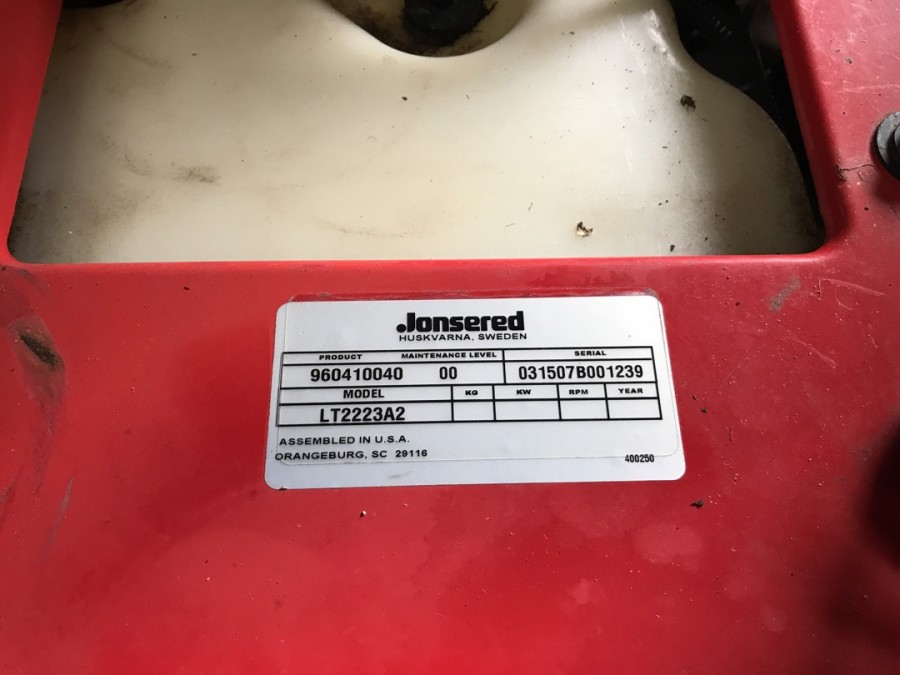 Jonsered
HUSKVARNA, SWEDEN
PRODUCT MAINTENANCE LEVEL SERIAL
960410040 00 031507B001239
MODEL KG KW RPM YEAR
LT2223A2
ASSEMBLED IN U.S.A.
ORANGEBURG, SC 29116
400250